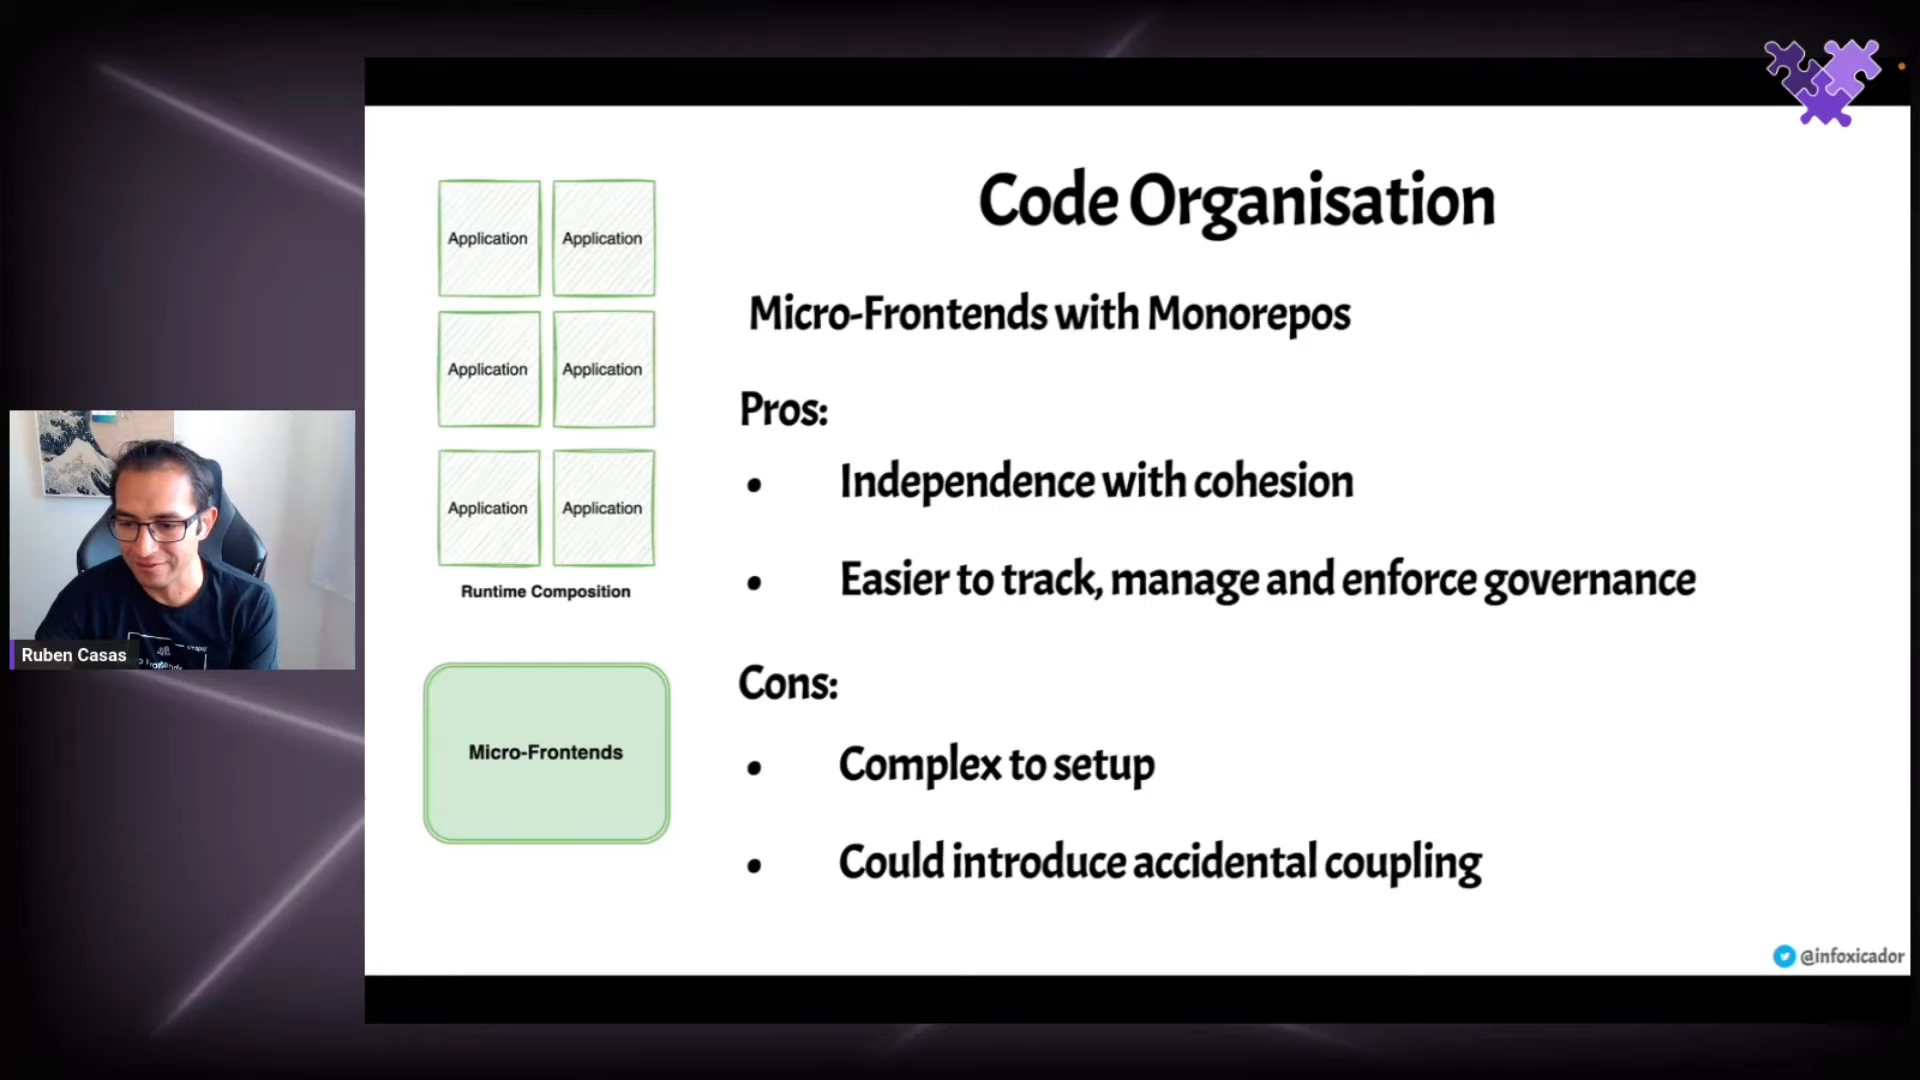 Code Organisation
Application Application
Application Application
Application Application
Runtime Composition
Micro-Frontends
Micro-Frontends with Monorepos
Pros:
• Independence with cohesion
• Easier to track, manage and enforce governance
Cons:
• Complex to setup
• Could introduce accidental coupling
@infoxicador
Ruben Casas